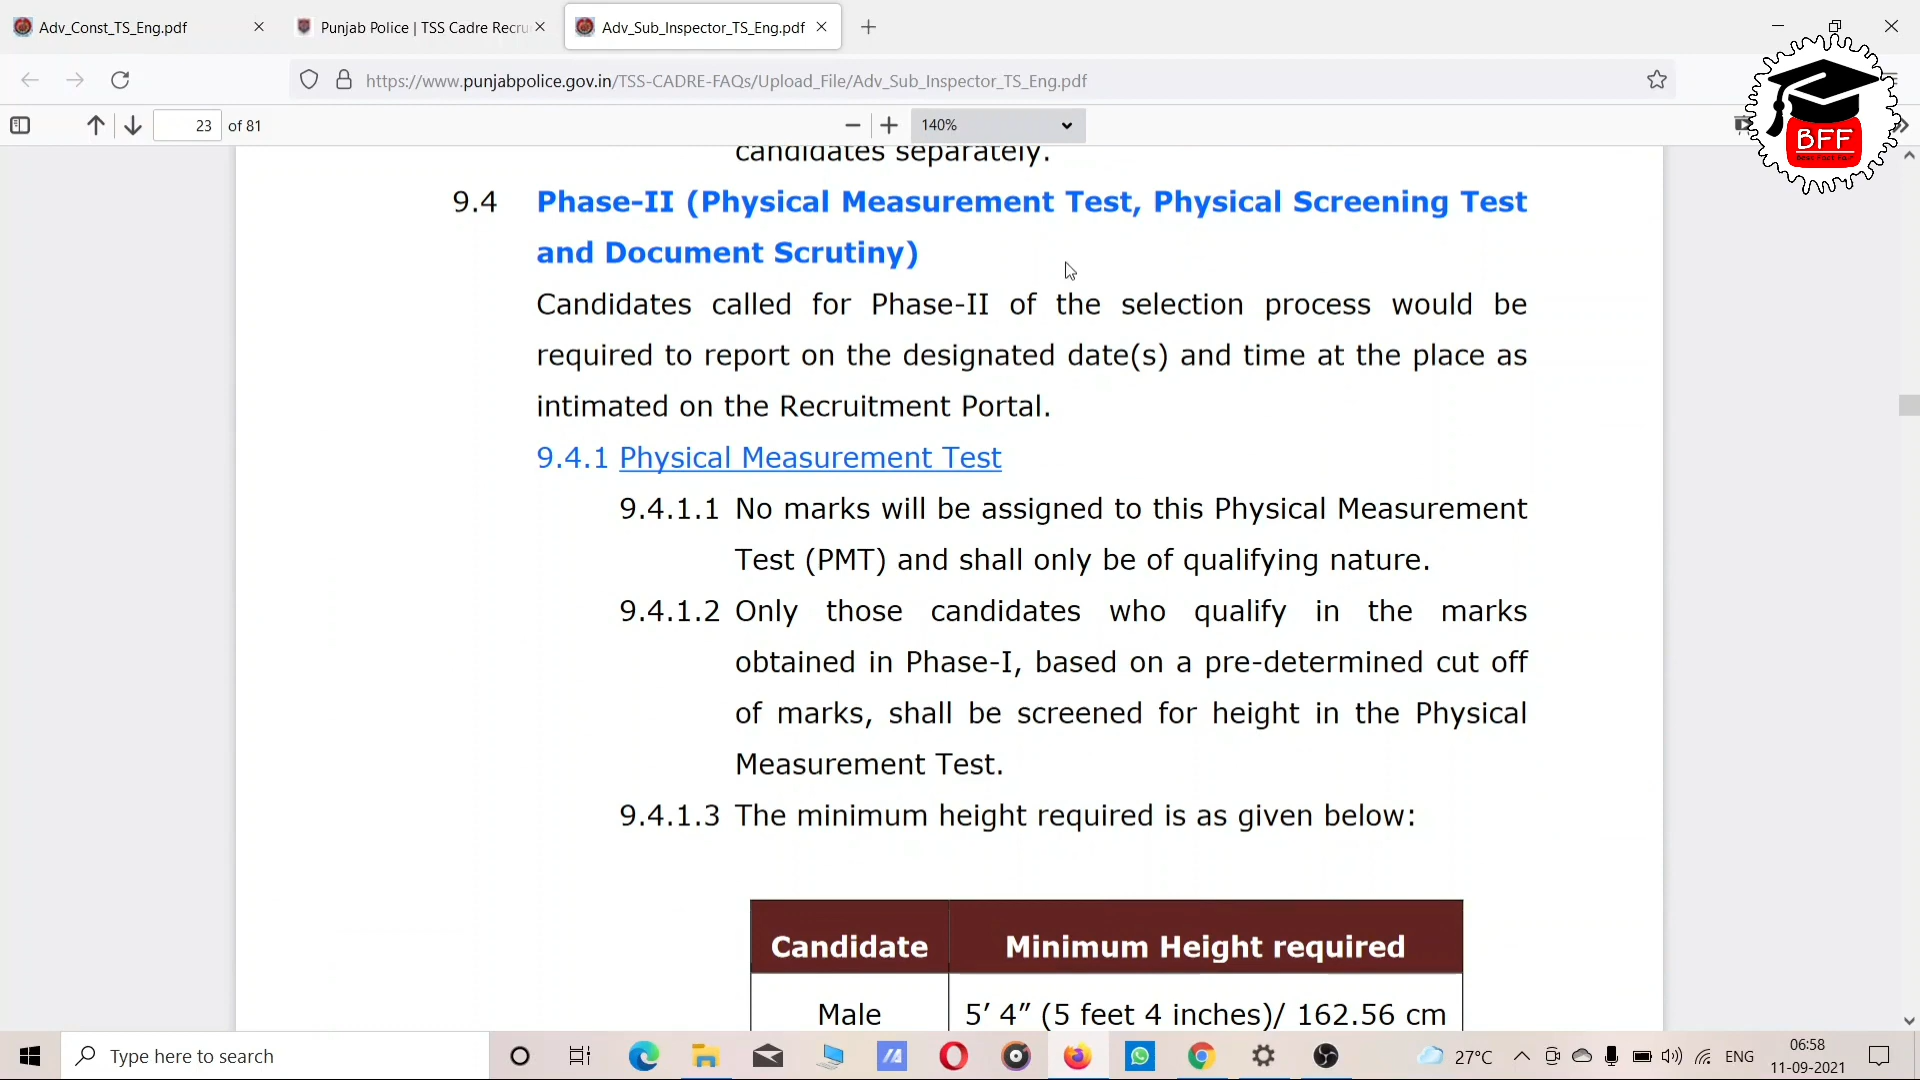 Adv_Const_TS_Eng.pdf
Punjab Police | TSS Cadre Recru
Adv_Sub_Inspector_TS_Eng.pdf
https://www.punjabpolice.gov.in/TSS-CADRE-FAQs/Upload_File/Adv_Sub_Inspector_TS_Eng.pdf
23 of 81
140%
BFF
candidates separately.
9.4 Phase-II (Physical Measurement Test, Physical Screening Test
and Document Scrutiny)
Candidates called for Phase-II of the selection process would be
required to report on the designated date(s) and time at the place as
intimated on the Recruitment Portal.
9.4.1 Physical Measurement Test
9.4.1.1 No marks will be assigned to this Physical Measurement
Test (PMT) and shall only be of qualifying nature.
9.4.1.2 Only those candidates who qualify in the marks
obtained in Phase-I, based on a pre-determined cut off
of marks, shall be screened for height in the Physical
Measurement Test.
9.4.1.3 The minimum height required is as given below:
Candidate Minimum Height required
Male 5’ 4” (5 feet 4 inches)/ 162.56 cm
Type here to search
27°C
ENG
06:58
11-09-2021